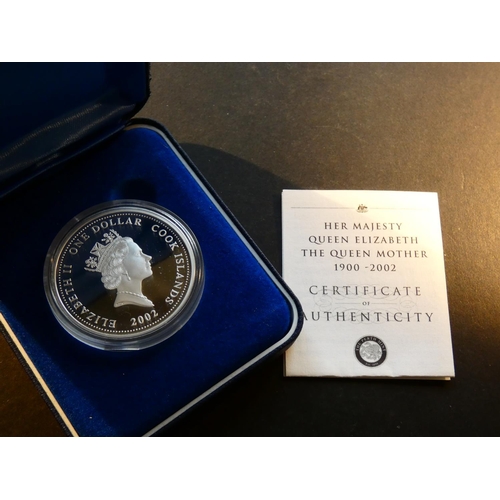 ELIZABETH II ONE DOLLAR COOK ISLANDS
2002
HER MAJESTY
QUEEN ELIZABETH
THE QUEEN MOTHER
1900 -2002
CERTIFICATE
OF
AUTHENTICITY